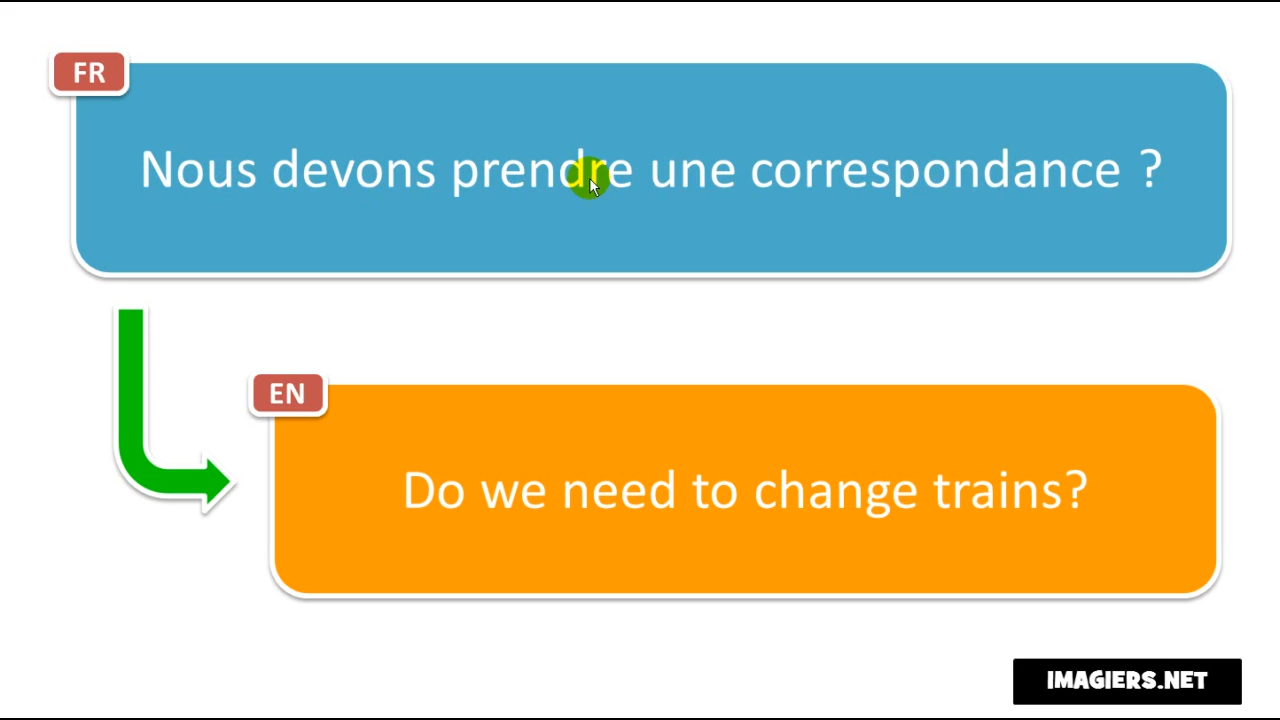 FR
Nous devons prendre une correspondance ?
EN
Do we need to change trains?
IMAGIERS.NET